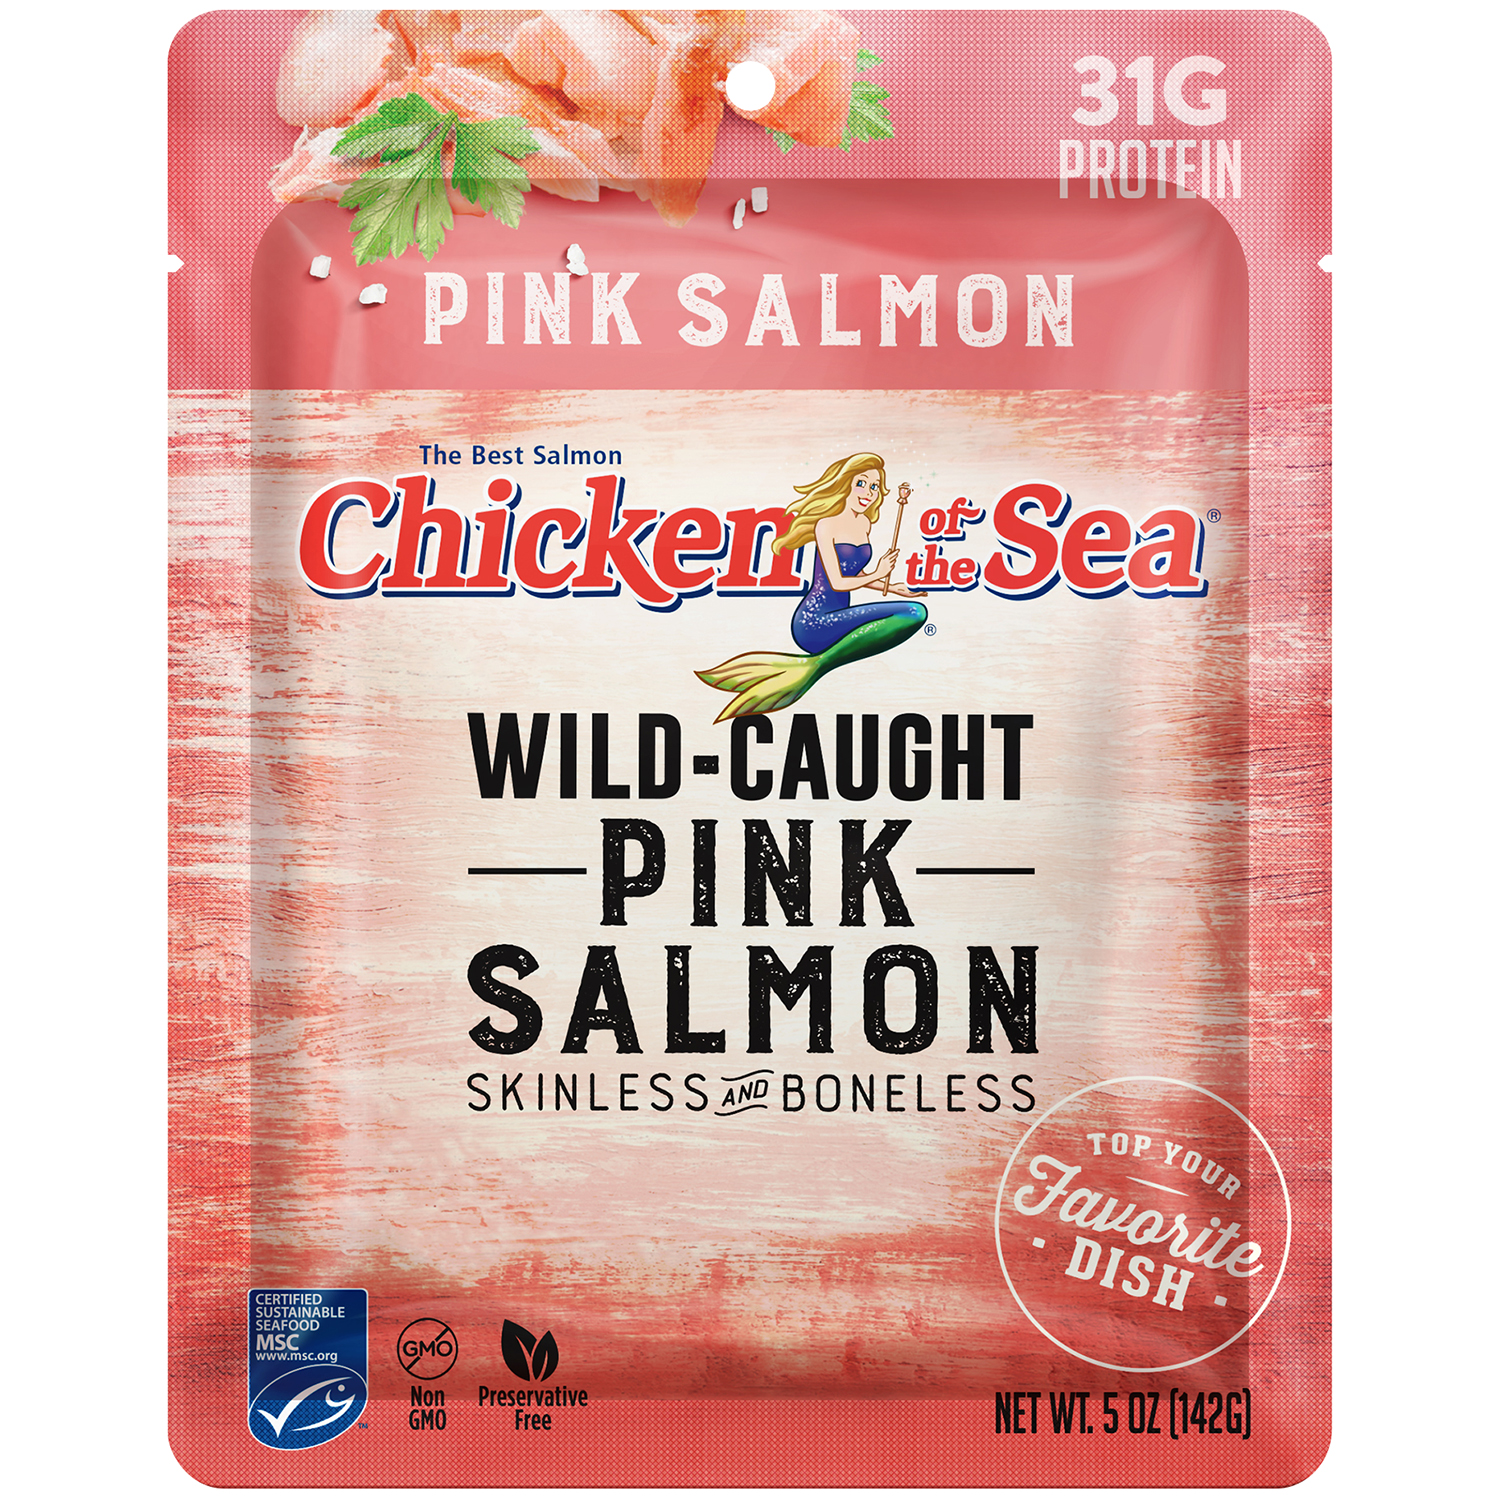 31G
PROTEIN
PINK SALMON
The Best Salmon
Chicken of the Sea®
®
WILD-CAUGHT
PINK
SALMON
SKINLESS AND BONELESS
TOP YOUR
Favorite
DISH
CERTIFIED
SUSTAINABLE
SEAFOOD
MSC
www.msc.org
TM
GMO
Non
GMO
Preservative
Free
NET WT. 5 OZ (142G)